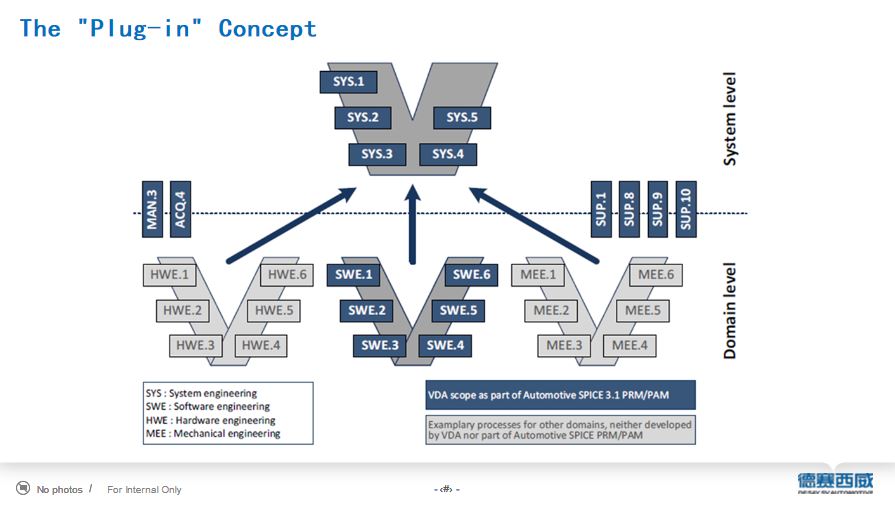 The "Plug-in" Concept
SYS.1
SYS.2
SYS.5
SYS.3
SYS.4
System level
MAN.3
ACQ.4
SUP.1
SUP.8
SUP.9
SUP.10
HWE.1
HWE.6
HWE.2
HWE.5
HWE.3
HWE.4
SWE.1
SWE.6
SWE.2
SWE.5
SWE.3
SWE.4
MEE.1
MEE.6
MEE.2
MEE.5
MEE.3
MEE.4
Domain level
SYS : System engineering
SWE : Software engineering
HWE : Hardware engineering
MEE : Mechanical engineering
VDA scope as part of Automotive SPICE 3.1 PRM/PAM
Examplary processes for other domains, neither developed
by VDA nor part of Automotive SPICE PRM/PAM
No photos /
For Internal Only
- ‹#› -
德赛西威